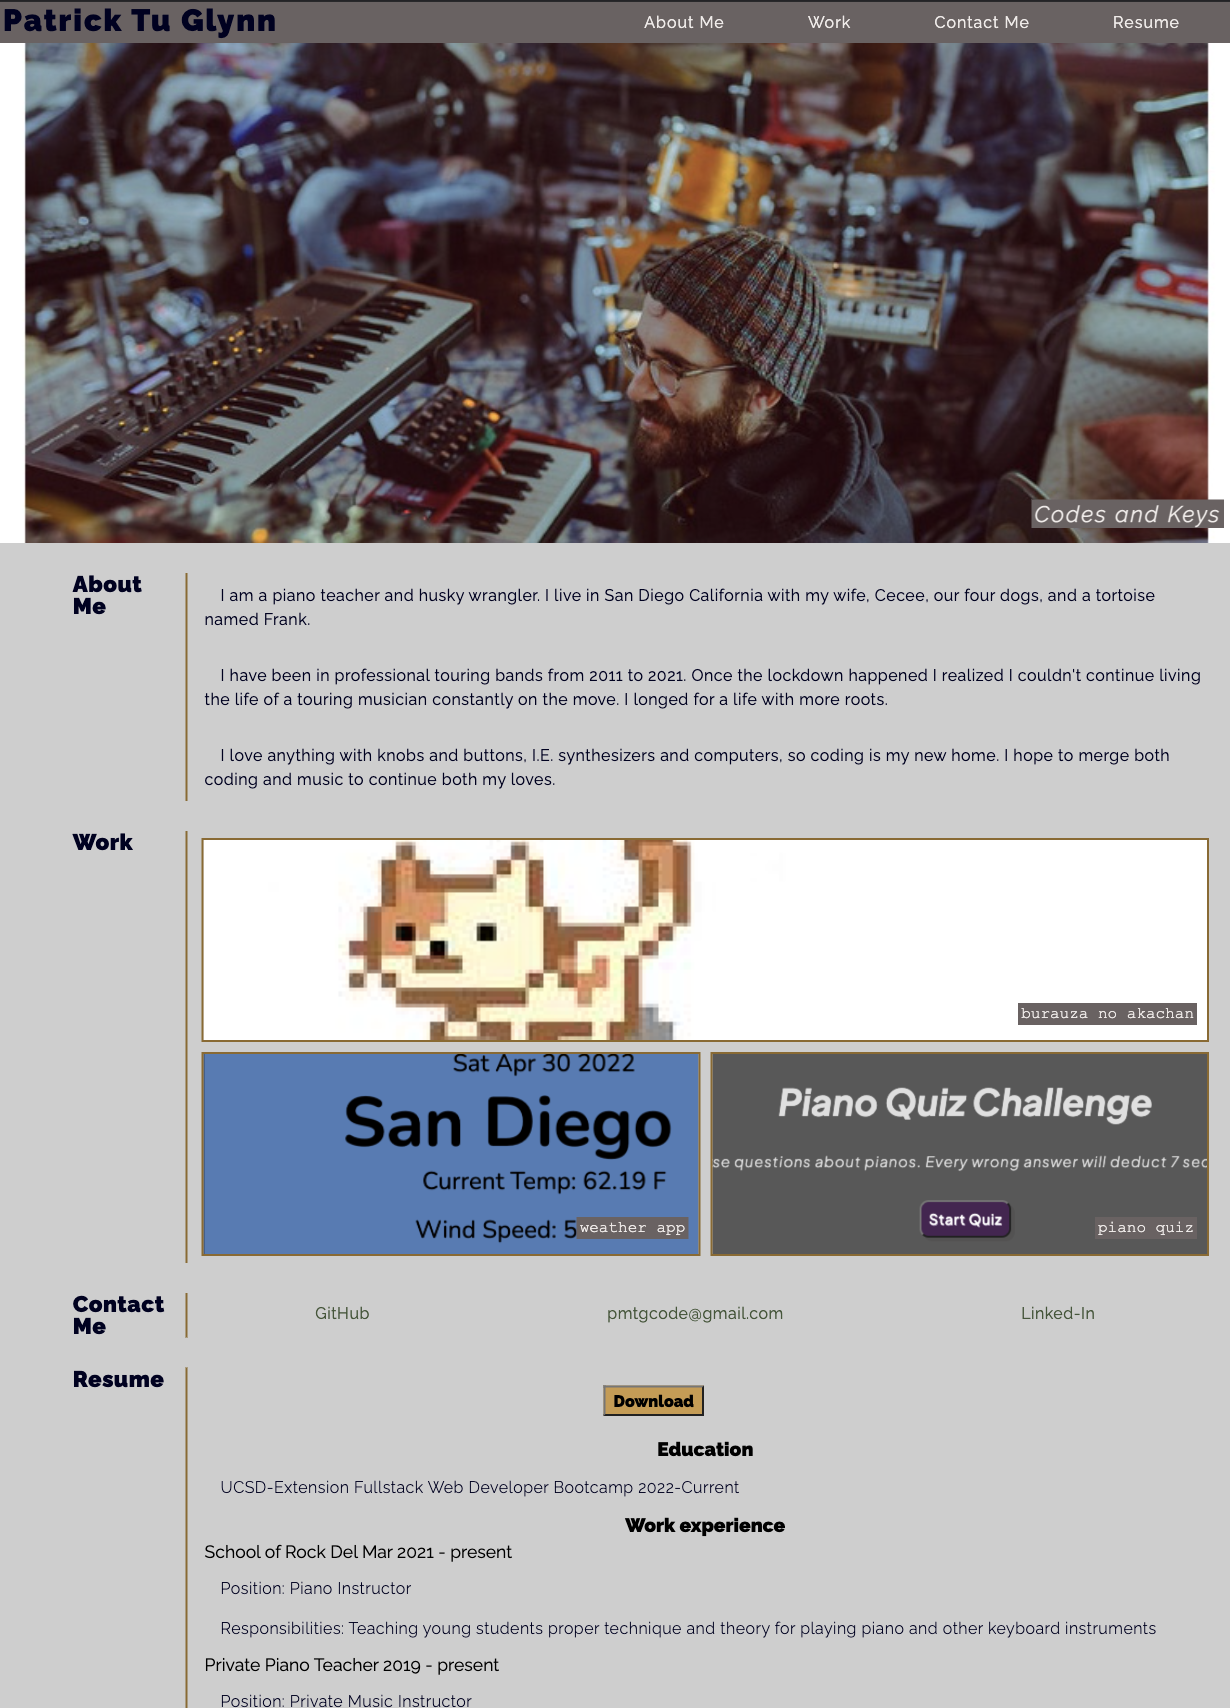 Patrick Tu Glynn
About Me
Work
Contact Me
Resume
Codes and Keys
About
Me
I am a piano teacher and husky wrangler. I live in San Diego California with my wife, Cecee, our four dogs, and a tortoise
named Frank.
I have been in professional touring bands from 2011 to 2021. Once the lockdown happened I realized I couldn't continue living
the life of a touring musician constantly on the move. I longed for a life with more roots.
I love anything with knobs and buttons, I.E. synthesizers and computers, so coding is my new home. I hope to merge both
coding and music to continue both my loves.
Work
burauza no akachan
Sat Apr 30 2022
San Diego
Current Temp: 62.19 F
Wind Speed: 5
weather app
Piano Quiz Challenge
se questions about pianos. Every wrong answer will deduct 7 sec
Start Quiz
piano quiz
Contact
Me
GitHub
pmtgcode@gmail.com
Linked-In
Resume
Download
Education
UCSD-Extension Fullstack Web Developer Bootcamp 2022-Current
Work experience
School of Rock Del Mar 2021 - present
Position: Piano Instructor
Responsibilities: Teaching young students proper technique and theory for playing piano and other keyboard instruments
Private Piano Teacher 2019 - present
Position: Private Music Instructor